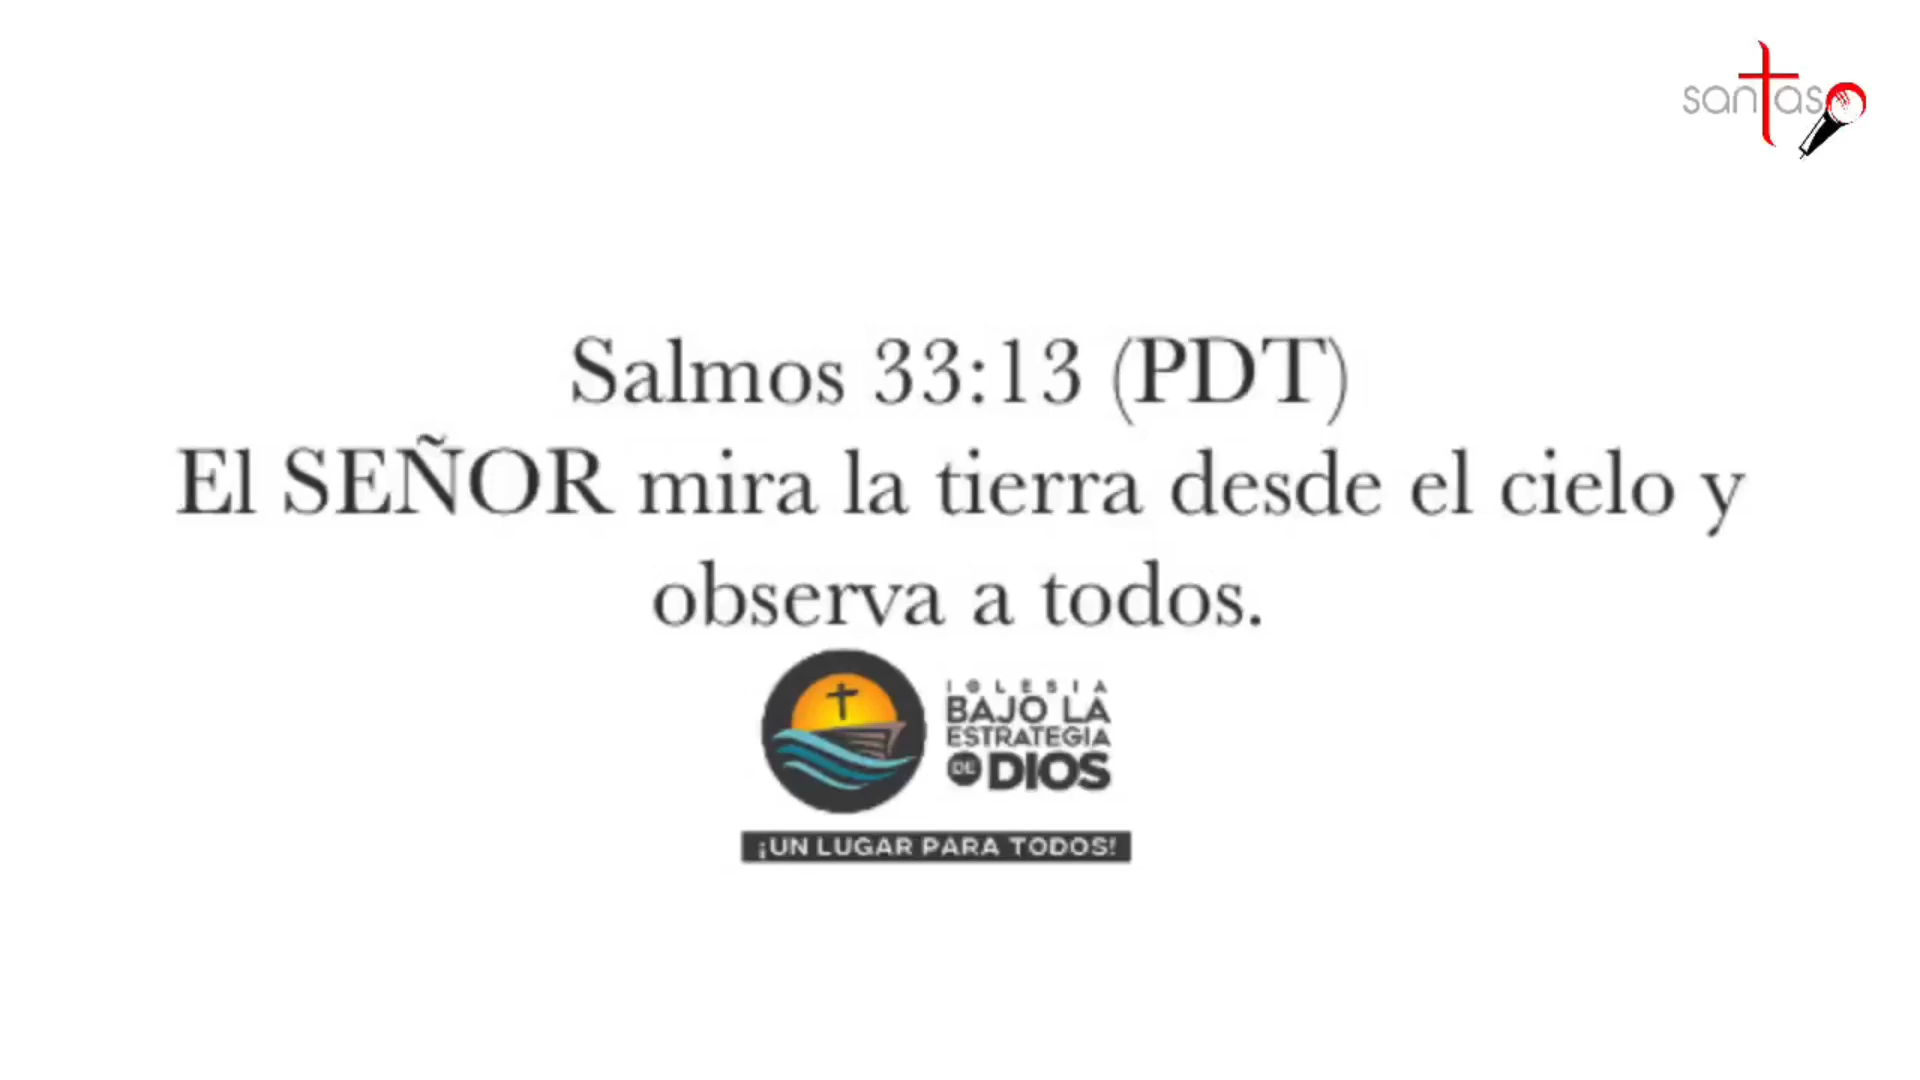 santas
Salmos 33:13 (PDT)
El SEÑOR mira la tierra desde el cielo y
observa a todos.
IGLESIA
BAJO LA
ESTRATEGIA
DE DIOS
¡UN LUGAR PARA TODOS!